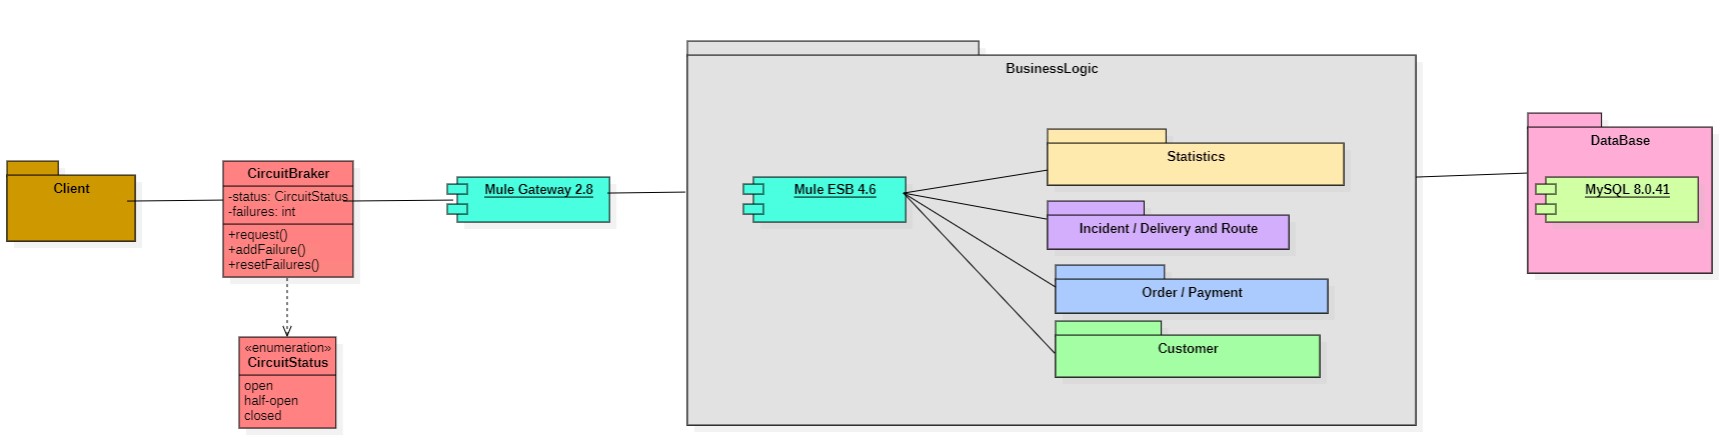 Client
CircuitBraker
-status: CircuitStatus
-failures: int
+request()
+addFailure()
+resetFailures()
«enumeration»
CircuitStatus
open
half-open
closed
Mule Gateway 2.8
BusinessLogic
Mule ESB 4.6
Statistics
Incident / Delivery and Route
Order / Payment
Customer
DataBase
MySQL 8.0.41